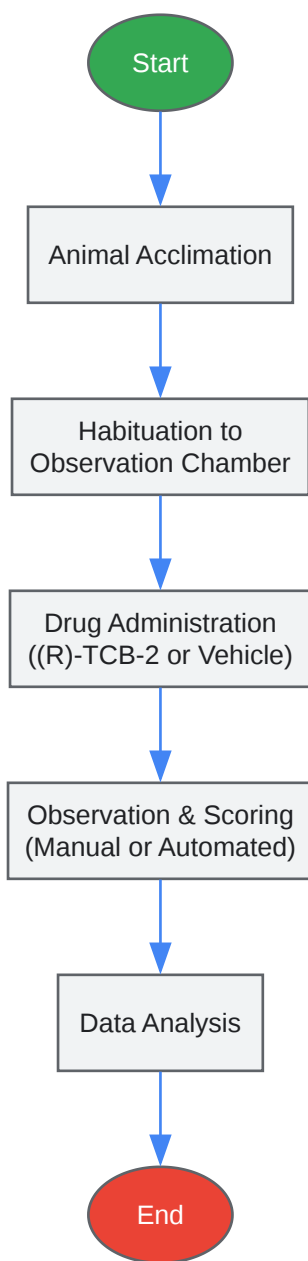 Start
Animal Acclimation
Habituation to
Observation Chamber
Drug Administration
((R)-TCB-2 or Vehicle)
Observation & Scoring
(Manual or Automated)
Data Analysis
End